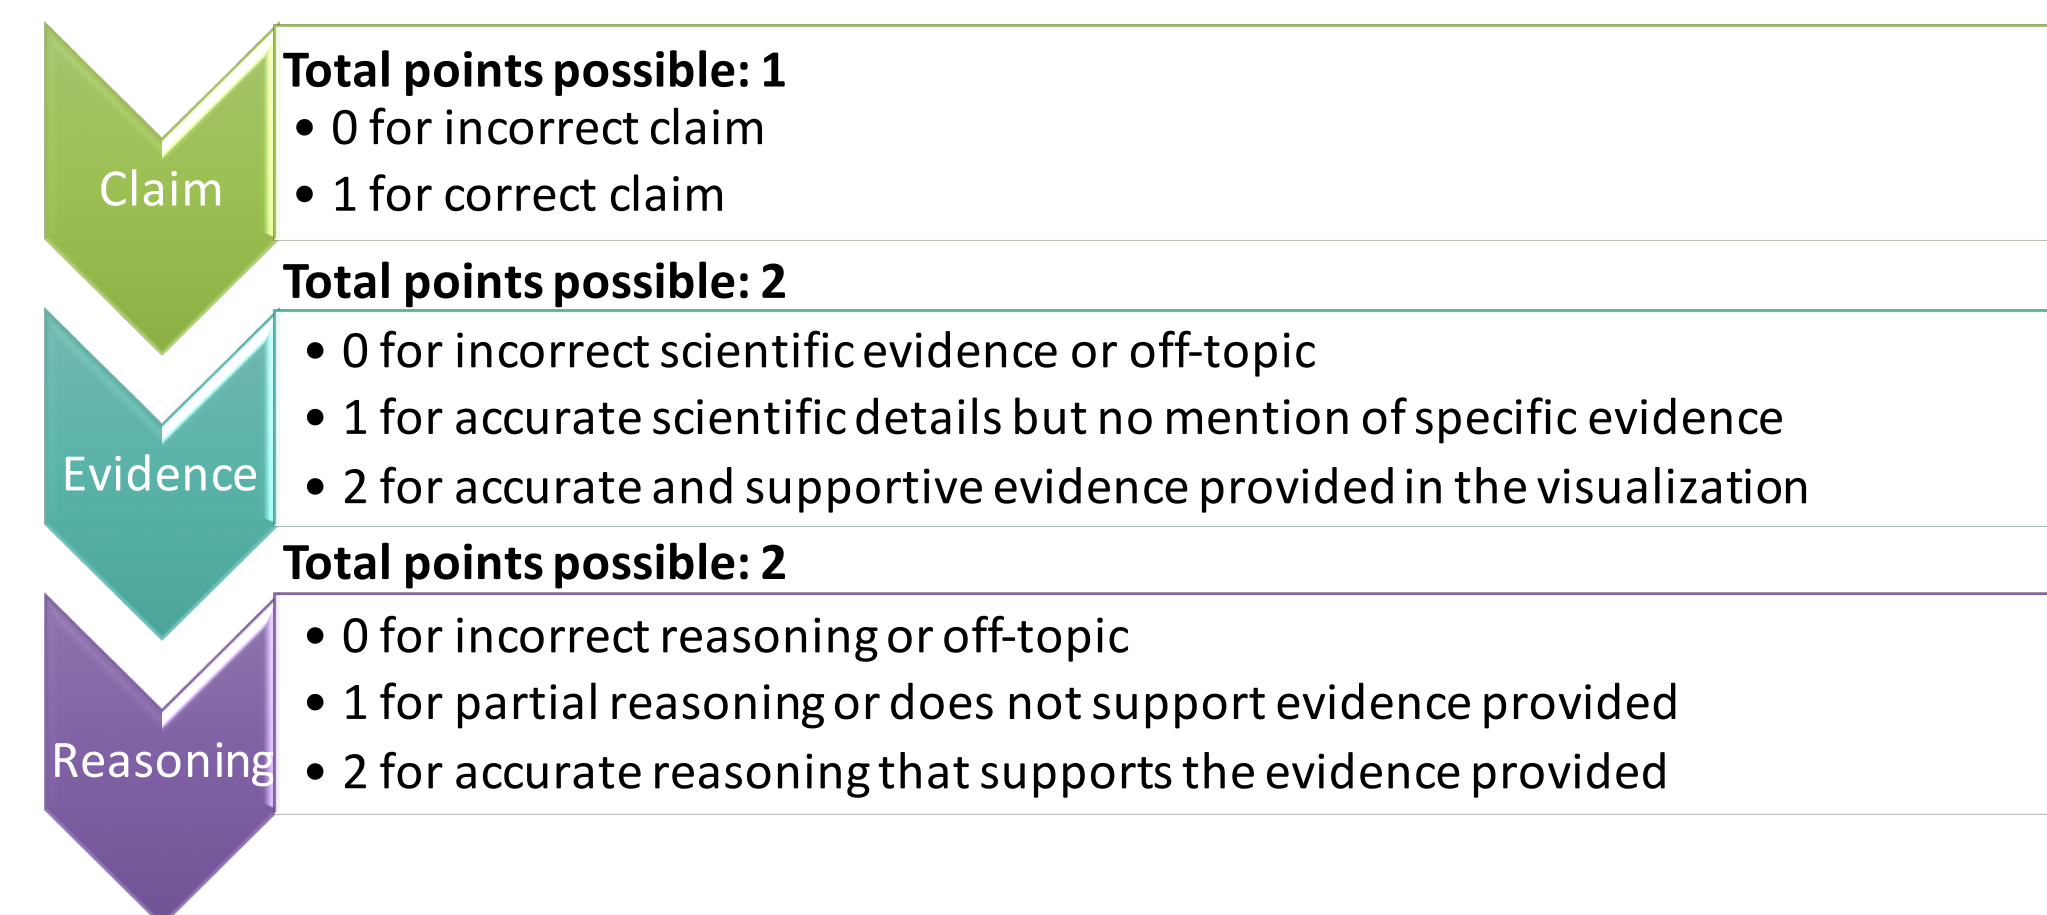 Claim
Total points possible: 1
• 0 for incorrect claim
• 1 for correct claim
Evidence
Total points possible: 2
• 0 for incorrect scientific evidence or off-topic
• 1 for accurate scientific details but no mention of specific evidence
• 2 for accurate and supportive evidence provided in the visualization
Reasoning
Total points possible: 2
• 0 for incorrect reasoning or off-topic
• 1 for partial reasoning or does not support evidence provided
• 2 for accurate reasoning that supports the evidence provided